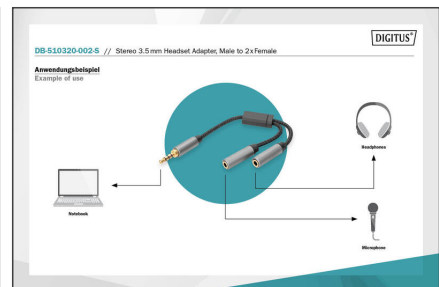 DIGITUS®
DB-510320-002-S // Stereo 3.5 mm Headset Adapter, Male to 2x Female
Anwendungsbeispiel
Example of use
Headphones
Notebook
Microphone